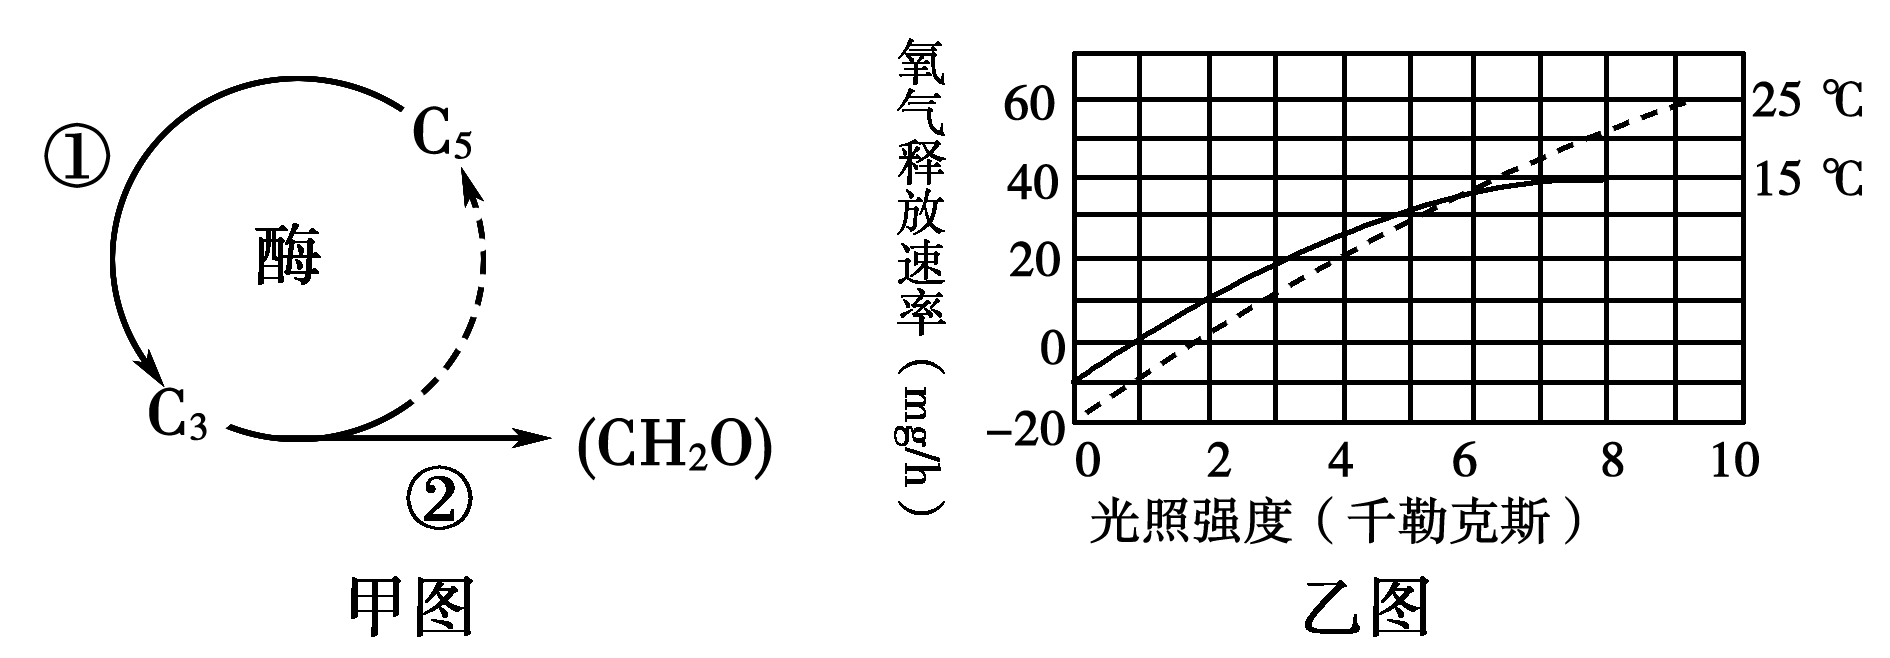 ①
C₅
酶
C₃
(CH₂O)
②
甲图
氧气释放速率(mg/h)
60
40
20
0
−20
25 ℃
15 ℃
0 2 4 6 8 10
光照强度(千勒克斯)
乙图